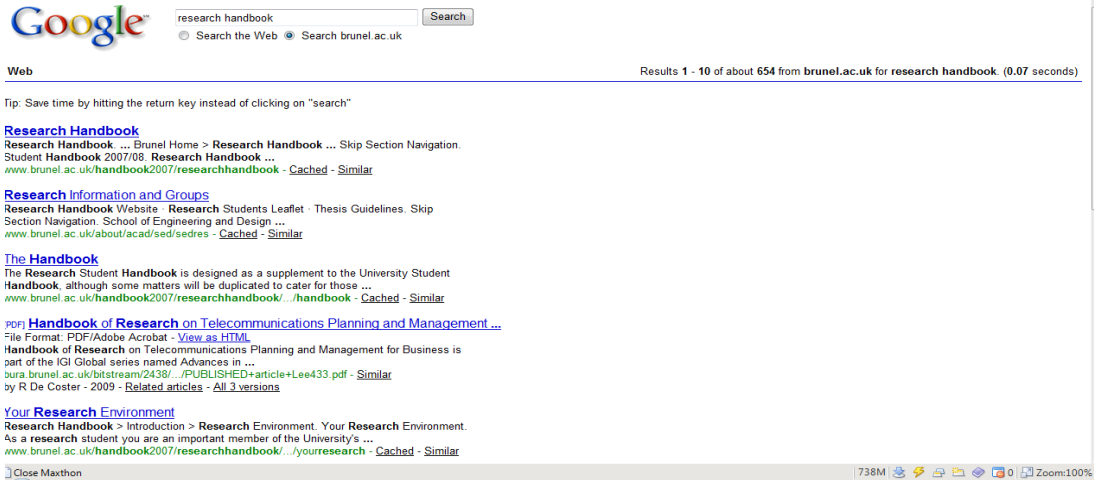 Google™
research handbook Search
Search the Web Search brunel.ac.uk
Web Results 1 - 10 of about 654 from brunel.ac.uk for research handbook. (0.07 seconds)
Tip: Save time by hitting the return key instead of clicking on "search"
Research Handbook
Research Handbook. ... Brunel Home > Research Handbook ... Skip Section Navigation.
Student Handbook 2007/08. Research Handbook ...
www.brunel.ac.uk/handbook2007/researchhandbook - Cached - Similar
Research Information and Groups
Research Handbook Website · Research Students Leaflet · Thesis Guidelines. Skip
Section Navigation. School of Engineering and Design ...
www.brunel.ac.uk/about/acad/sed/sedres - Cached - Similar
The Handbook
The Research Student Handbook is designed as a supplement to the University Student
Handbook, although some matters will be duplicated to cater for those ...
www.brunel.ac.uk/handbook2007/researchhandbook/.../handbook - Cached - Similar
[PDF] Handbook of Research on Telecommunications Planning and Management ...
File Format: PDF/Adobe Acrobat - View as HTML
Handbook of Research on Telecommunications Planning and Management for Business is
part of the IGI Global series named Advances in ...
bura.brunel.ac.uk/bitstream/2438/.../PUBLISHED+article+Lee433.pdf - Similar
by R De Coster - 2009 - Related articles - All 3 versions
Your Research Environment
Research Handbook > Introduction > Research Environment. Your Research Environment.
As a research student you are an important member of the University's ...
www.brunel.ac.uk/handbook2007/researchhandbook/.../yourresearch - Cached - Similar
Close Maxthon 738M 0 Zoom:100%